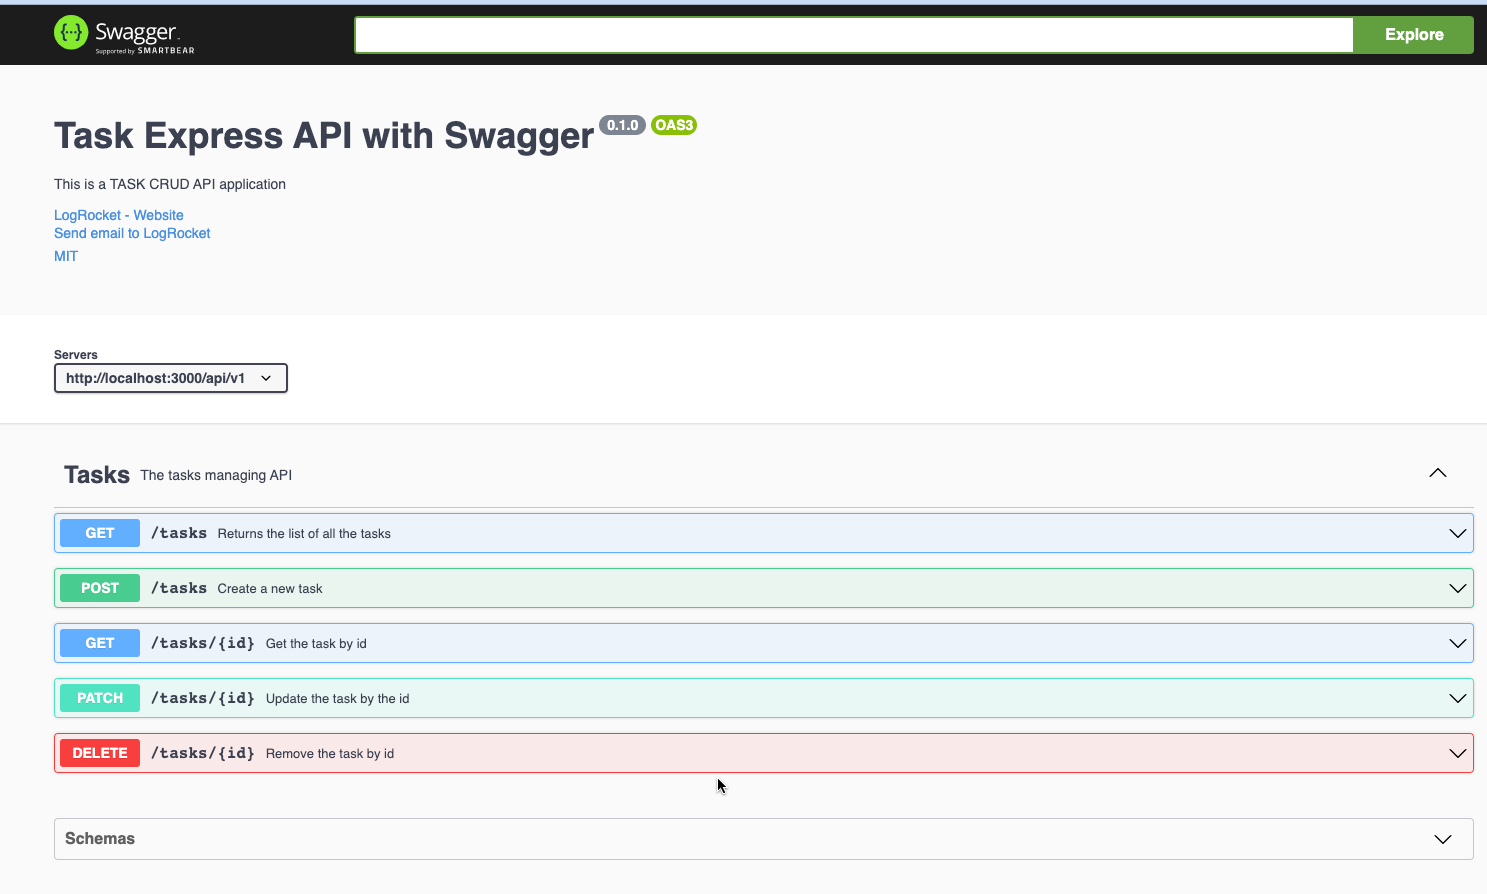 Swagger
Supported by SMARTBEAR
Explore
Task Express API with Swagger 0.1.0 OAS3
This is a TASK CRUD API application
LogRocket - Website
Send email to LogRocket
MIT
Servers
http://localhost:3000/api/v1
Tasks The tasks managing API
GET /tasks Returns the list of all the tasks
POST /tasks Create a new task
GET /tasks/{id} Get the task by id
PATCH /tasks/{id} Update the task by the id
DELETE /tasks/{id} Remove the task by id
Schemas